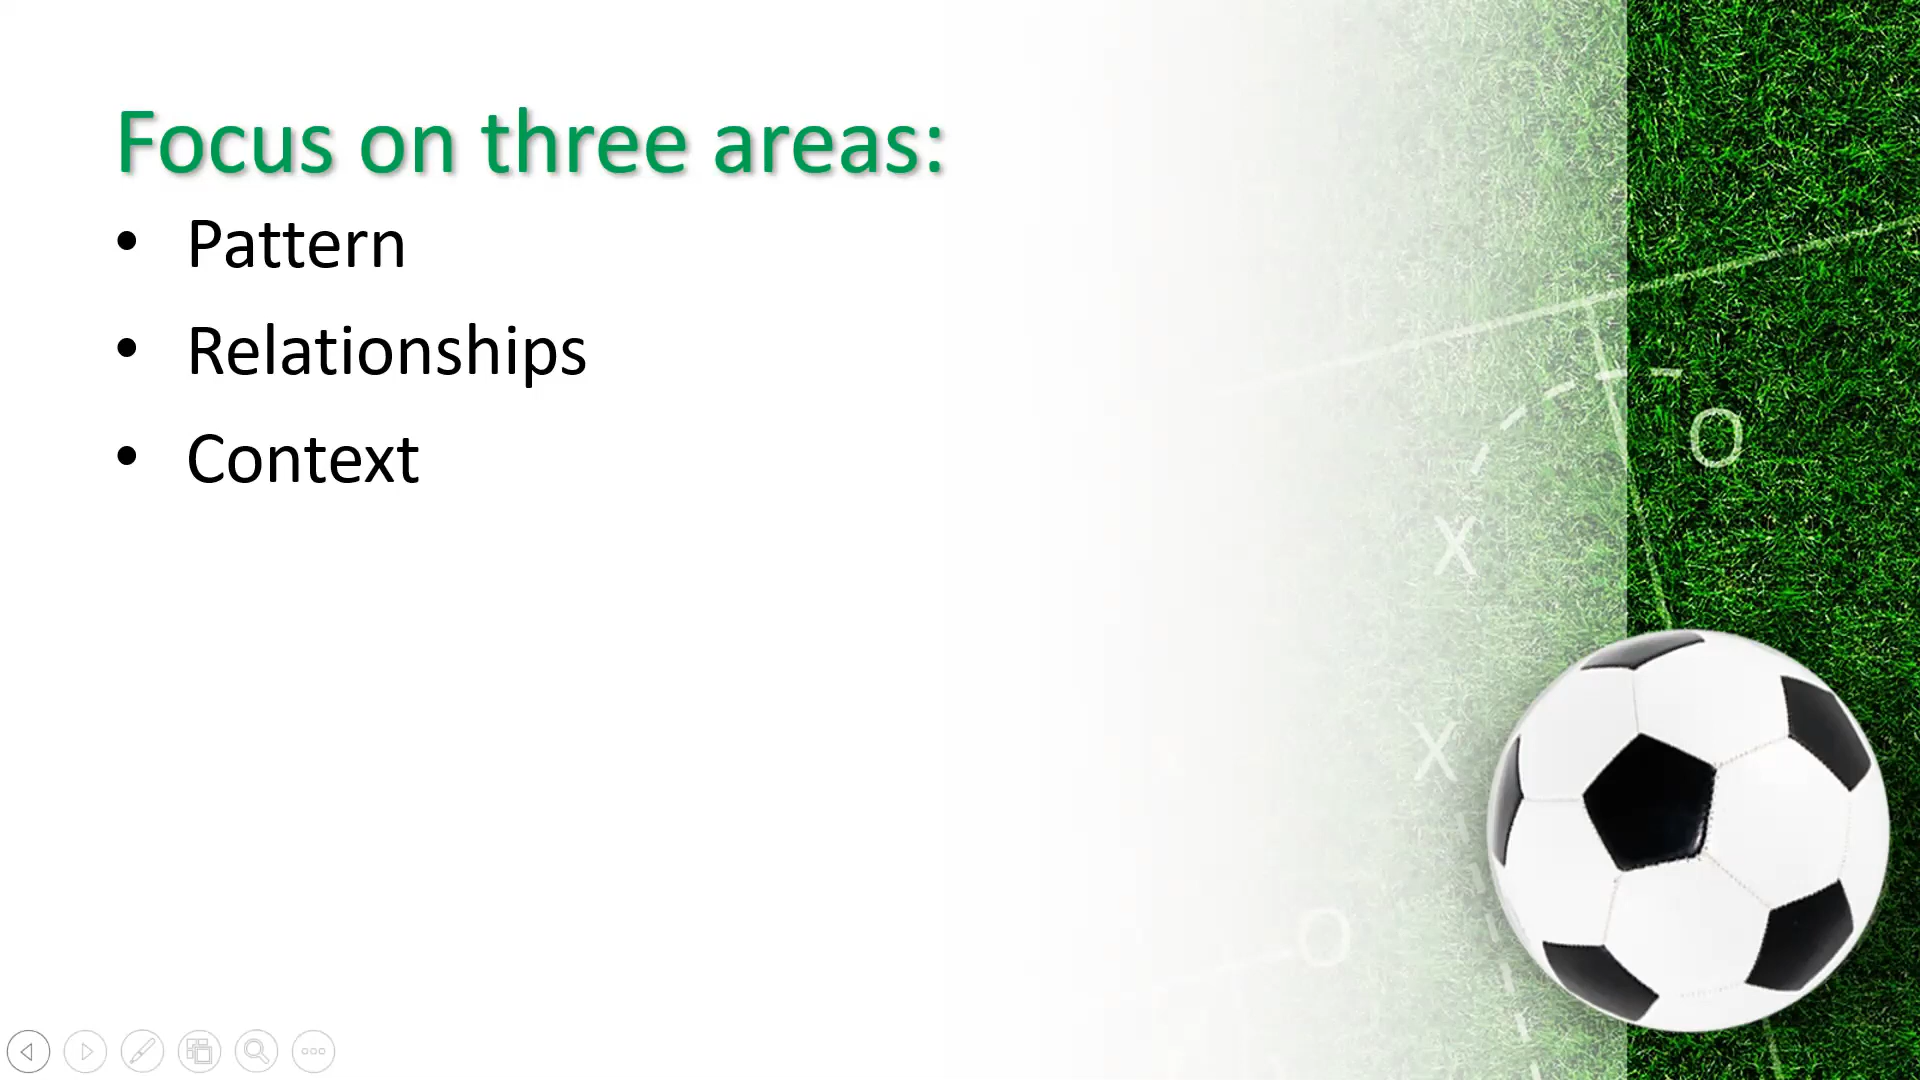 Focus on three areas:
• Pattern
• Relationships
• Context
O
X
X
O